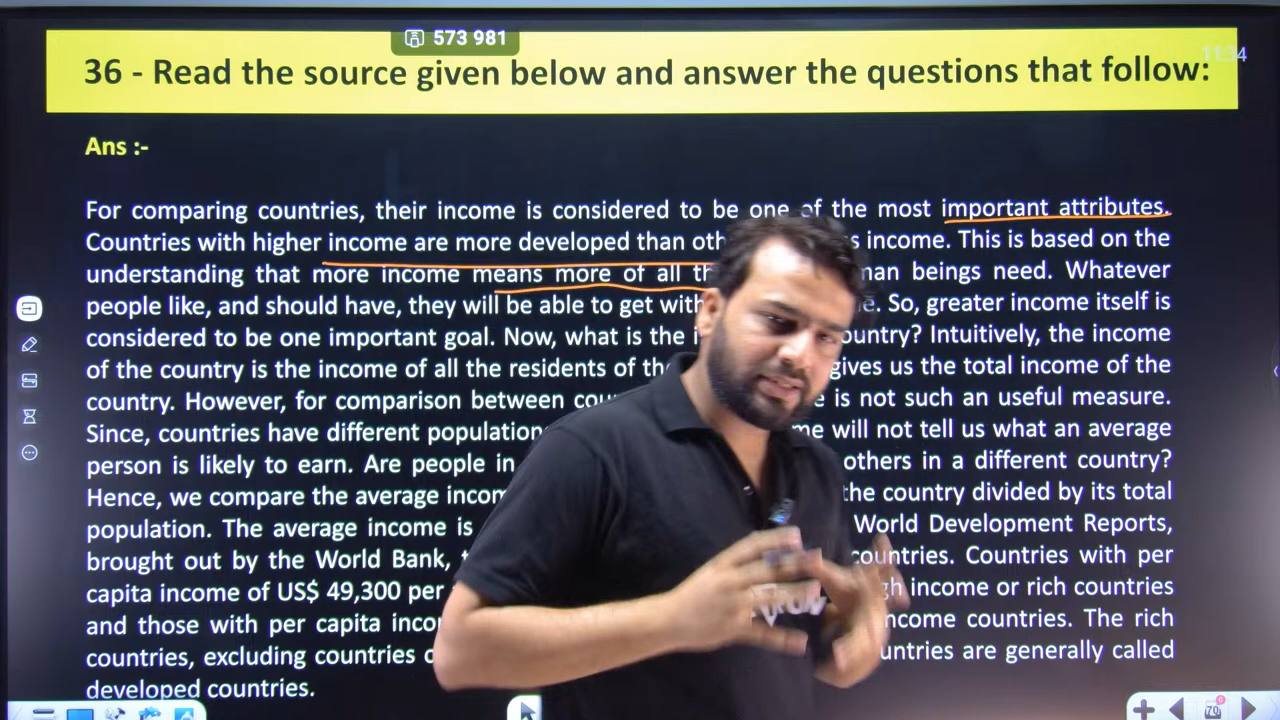 573 981
11:34
36 - Read the source given below and answer the questions that follow:
Ans :-
For comparing countries, their income is considered to be one of the most important attributes.
Countries with higher income are more developed than income. This is based on the
understanding that more income means more of all beings need. Whatever
people like, and should have, they will be able to get So, greater income itself is
considered to be one important goal. Now, what is the Intuitively, the income
of the country is the income of all the residents of gives us the total income of the
country. However, for comparison between is not such an useful measure.
Since, countries have different will not tell us what an average
person is likely to earn. Are people in others in a different country?
Hence, we compare the average the country divided by its total
population. The average income is World Development Reports,
brought out by the World Bank, countries. Countries with per
capita income of US$ 49,300 per income or rich countries
and those with per capita countries. The rich
countries, excluding countries are generally called
developed countries.